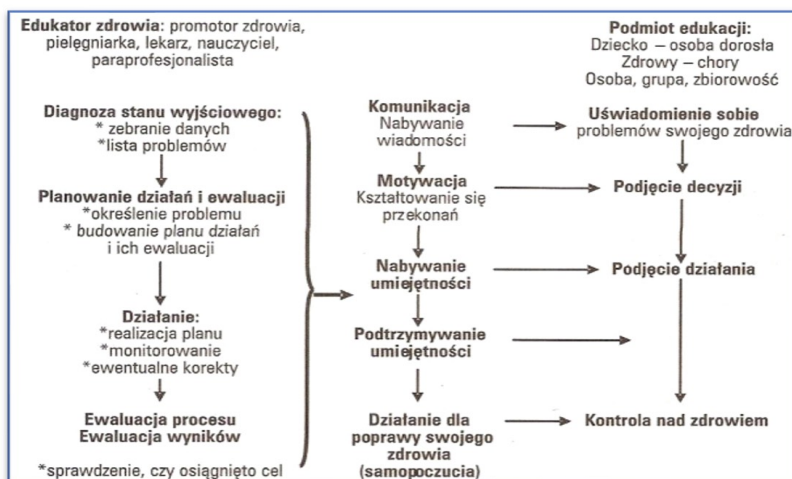 Edukator zdrowia: promotor zdrowia,
pielęgniarka, lekarz, nauczyciel,
paraprofesjonalista
Podmiot edukacji:
Dziecko – osoba dorosła
Zdrowy – chory
Osoba, grupa, zbiorowość
Diagnoza stanu wyjściowego:
* zebranie danych
*lista problemów
Planowanie działań i ewaluacji
*określenie problemu
* budowanie planu działań
i ich ewaluacji
Działanie:
*realizacja planu
*monitorowanie
*ewentualne korekty
Ewaluacja procesu
Ewaluacja wyników
*sprawdzenie, czy osiągnięto cel
Komunikacja
Nabywanie
wiadomości
Motywacja
Kształtowanie się
przekonań
Nabywanie
umiejętności
Podtrzymywanie
umiejętności
Działanie dla
poprawy swojego
zdrowia
(samopoczucia)
Uświadomienie sobie
problemów swojego zdrowia
Podjęcie decyzji
Podjęcie działania
Kontrola nad zdrowiem